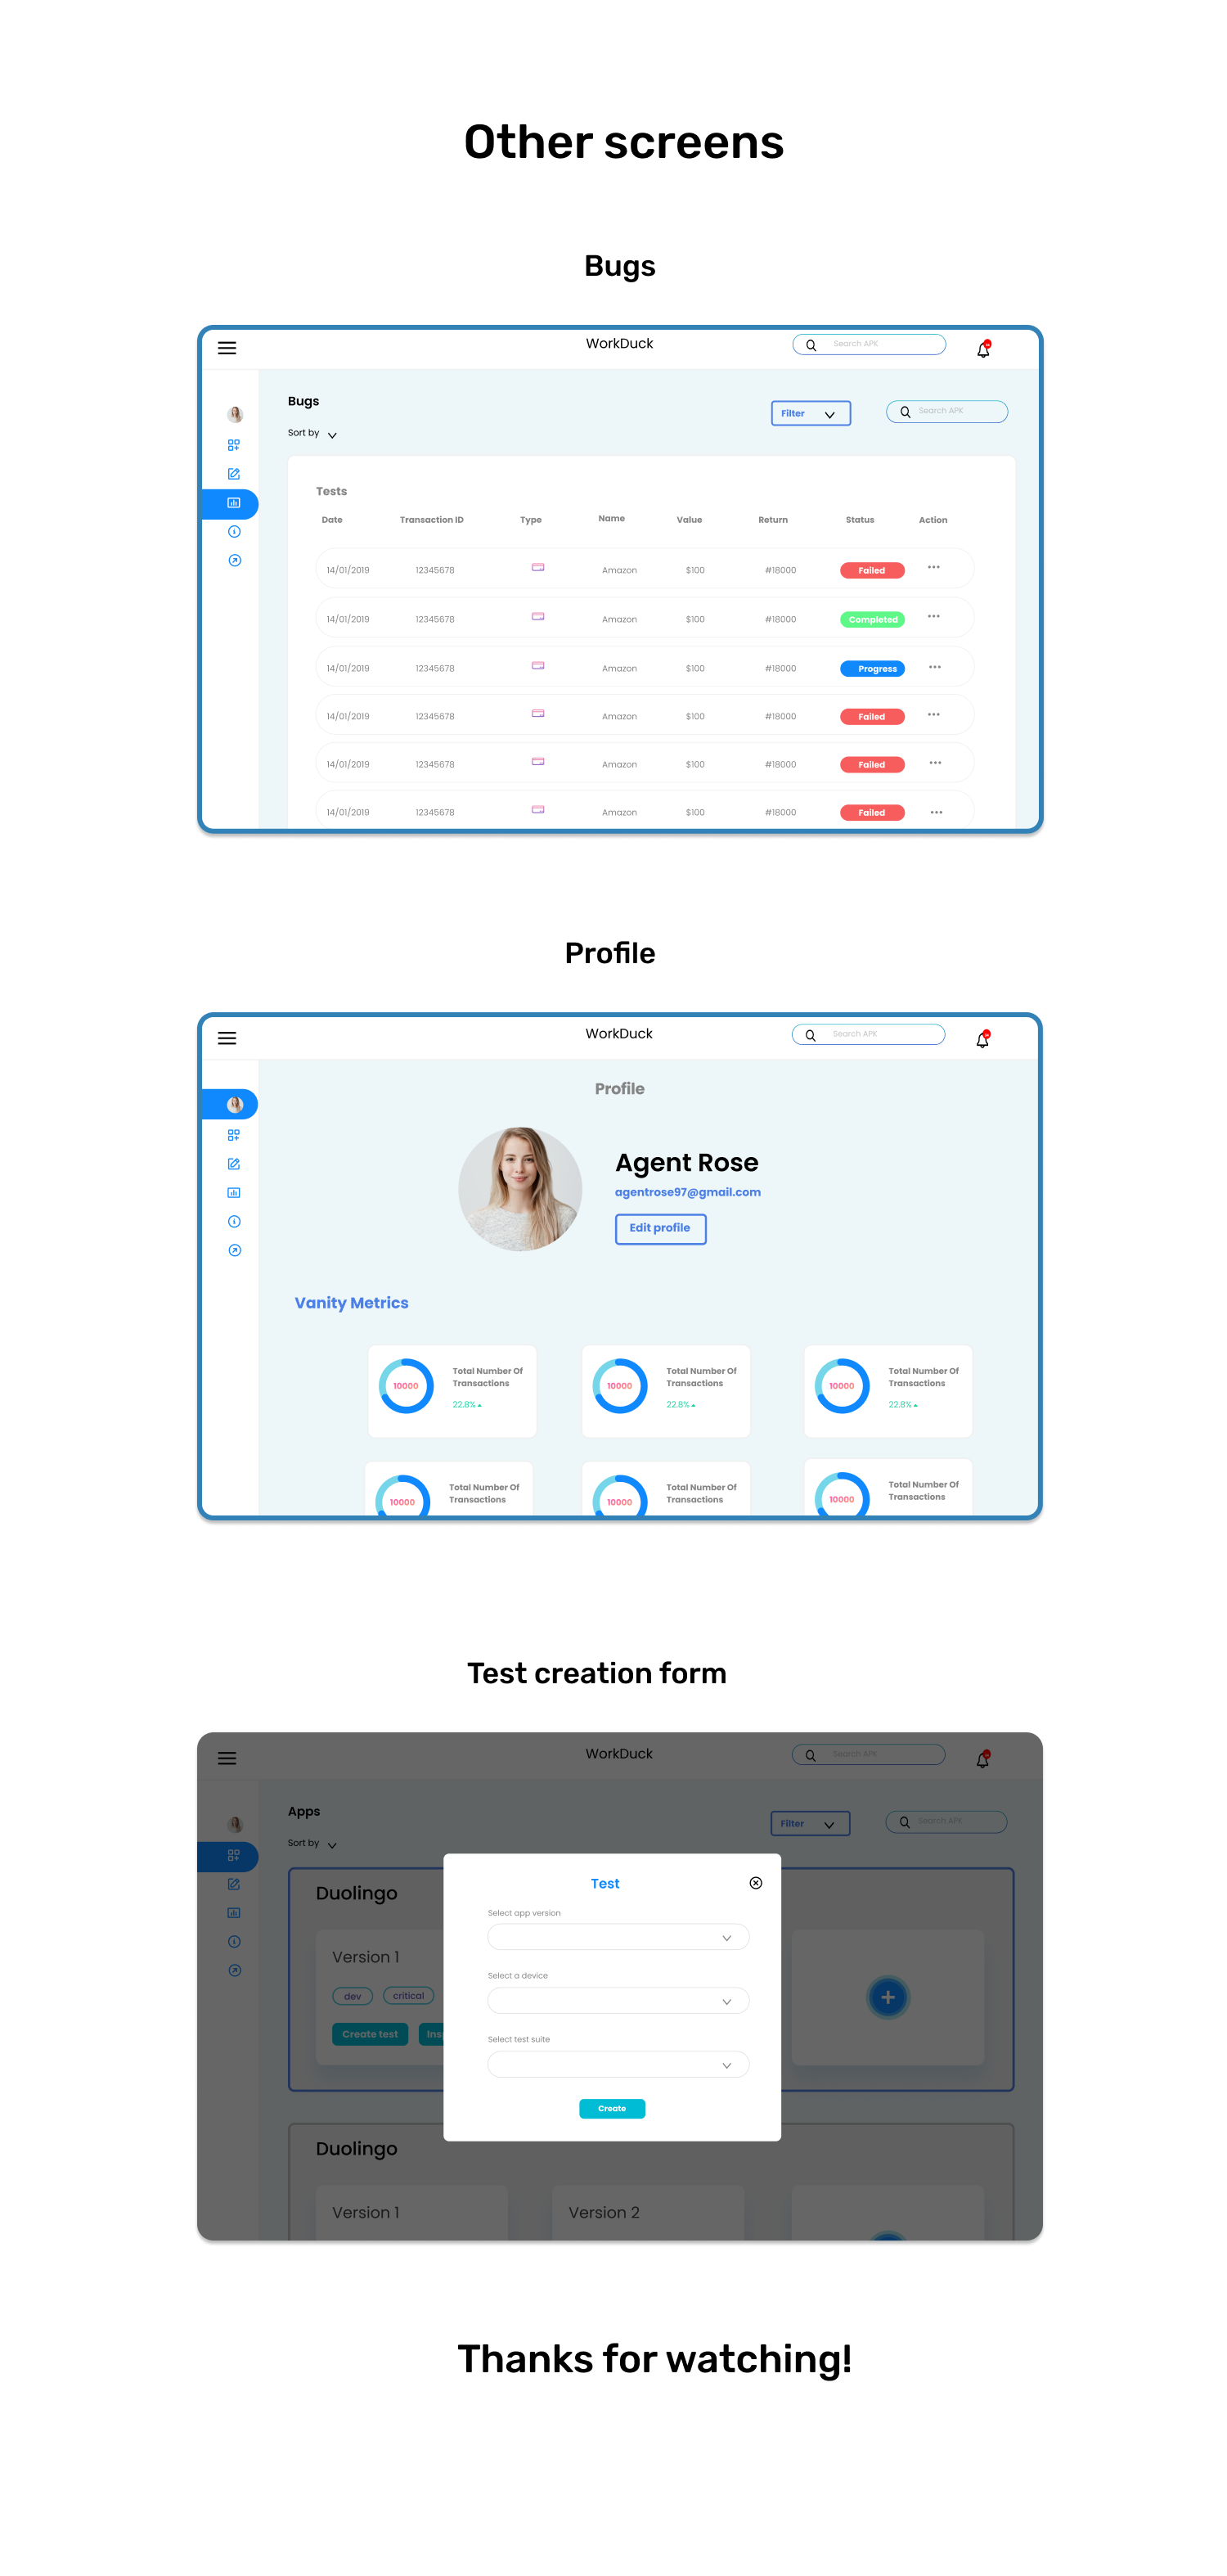 Other screens
Bugs
WorkDuck
Search APK
Bugs
Filter
Search APK
Sort by
Tests
Date Transaction ID Type Name Value Return Status Action
14/01/2019 12345678 Amazon $100 #18000 Failed
14/01/2019 12345678 Amazon $100 #18000 Completed
14/01/2019 12345678 Amazon $100 #18000 Progress
14/01/2019 12345678 Amazon $100 #18000 Failed
14/01/2019 12345678 Amazon $100 #18000 Failed
14/01/2019 12345678 Amazon $100 #18000 Failed
Profile
WorkDuck
Search APK
Profile
Agent Rose
agentrose97@gmail.com
Edit profile
Vanity Metrics
10000
Total Number Of
Transactions
22.8%
10000
Total Number Of
Transactions
22.8%
10000
Total Number Of
Transactions
22.8%
10000
Total Number Of
Transactions
10000
Total Number Of
Transactions
10000
Total Number Of
Transactions
Test creation form
WorkDuck
Search APK
Apps
Filter
Search APK
Sort by
Duolingo
Version 1
dev critical
Create test
Test
Select app version
Select a device
Select test suite
Create
Duolingo
Version 1
Version 2
Thanks for watching!